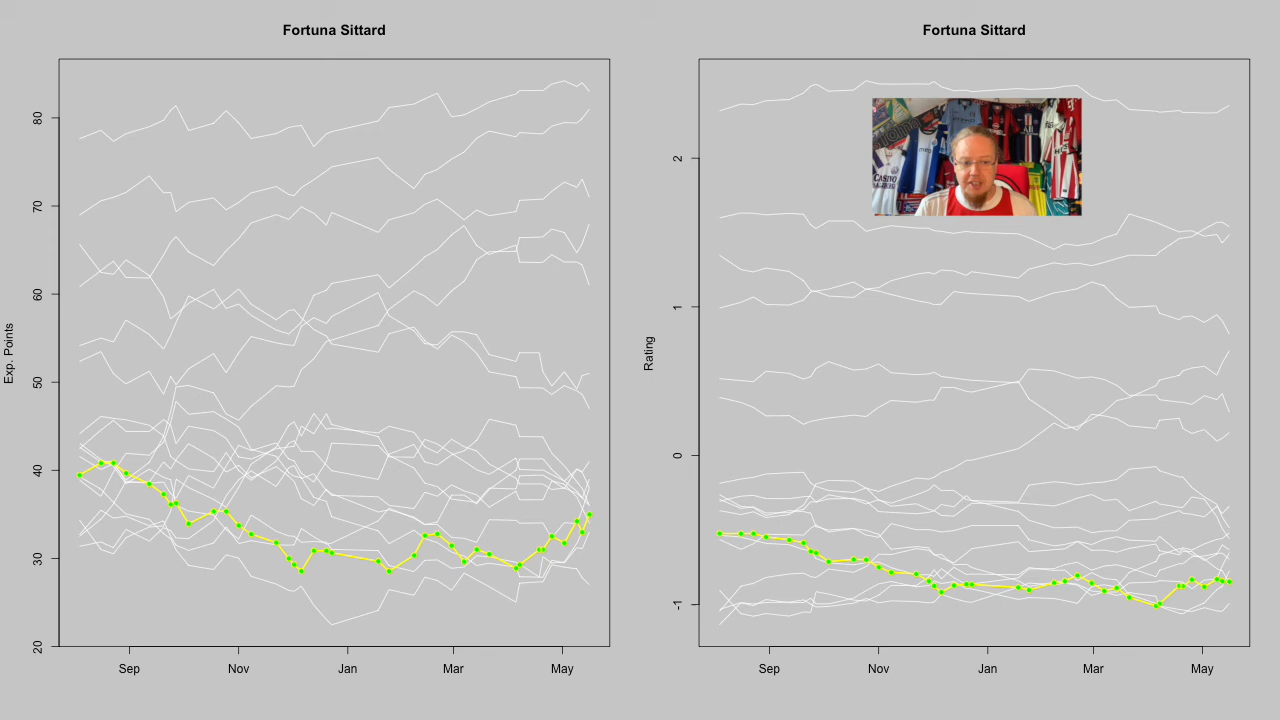 Fortuna Sittard
Exp. Points
80
70
60
50
40
30
20
Sep
Nov
Jan
Mar
May
Fortuna Sittard
Rating
2
1
0
-1
Sep
Nov
Jan
Mar
May